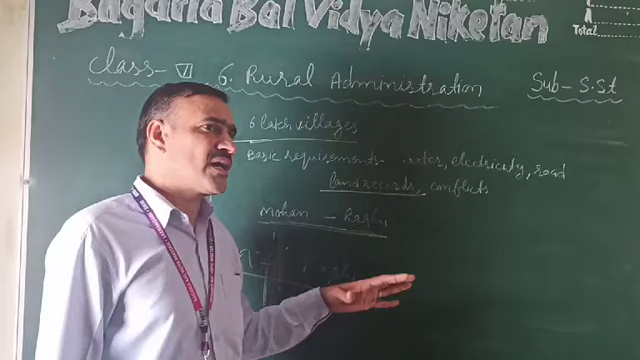 Bagaria Bal Vidya Niketan
Total
Class - VI 6. Rural Administration Sub - S.St
6 lakh villages
Basic requirements - water, electricity, road
land records, conflicts
Mohan - Raghu